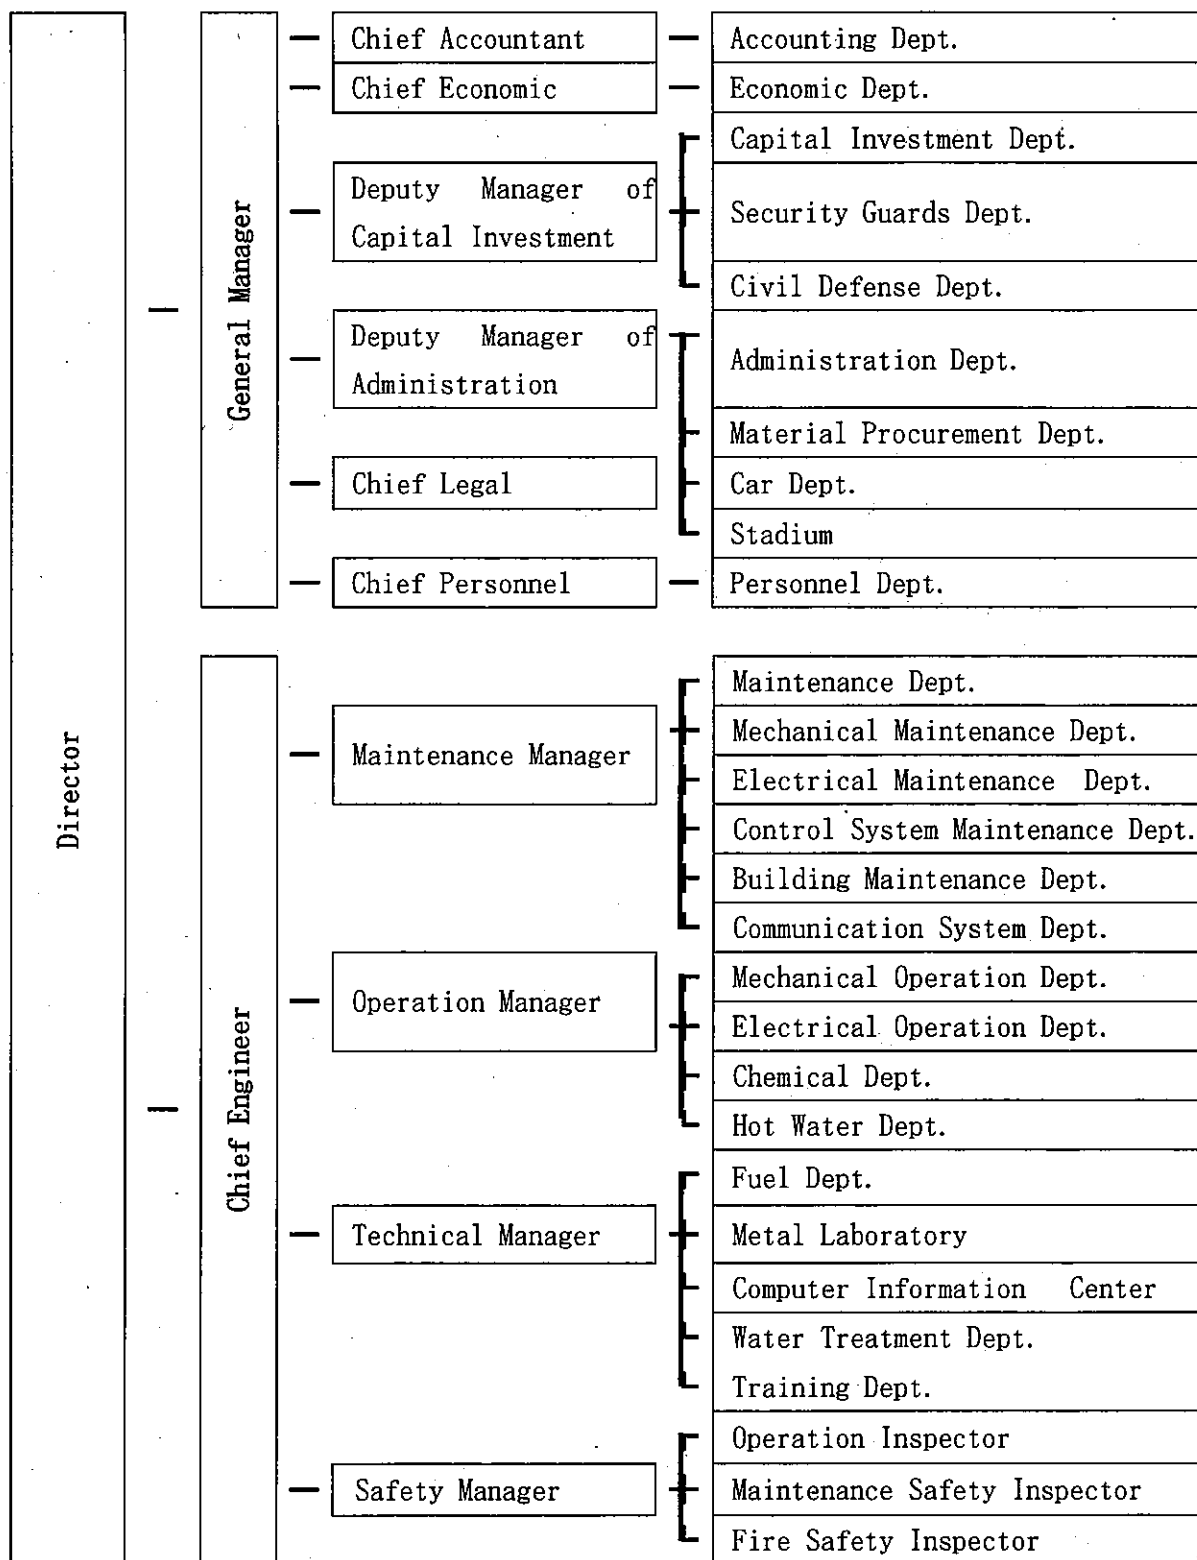 Director
General Manager
Chief Accountant
Accounting Dept.
Chief Economic
Economic Dept.
Deputy Manager of
Capital Investment
Capital Investment Dept.
Security Guards Dept.
Civil Defense Dept.
Deputy Manager of
Administration
Administration Dept.
Material Procurement Dept.
Chief Legal
Car Dept.
Stadium
Chief Personnel
Personnel Dept.
Chief Engineer
Maintenance Manager
Maintenance Dept.
Mechanical Maintenance Dept.
Electrical Maintenance Dept.
Control System Maintenance Dept.
Building Maintenance Dept.
Communication System Dept.
Operation Manager
Mechanical Operation Dept.
Electrical Operation Dept.
Chemical Dept.
Hot Water Dept.
Technical Manager
Fuel Dept.
Metal Laboratory
Computer Information Center
Water Treatment Dept.
Training Dept.
Safety Manager
Operation Inspector
Maintenance Safety Inspector
Fire Safety Inspector